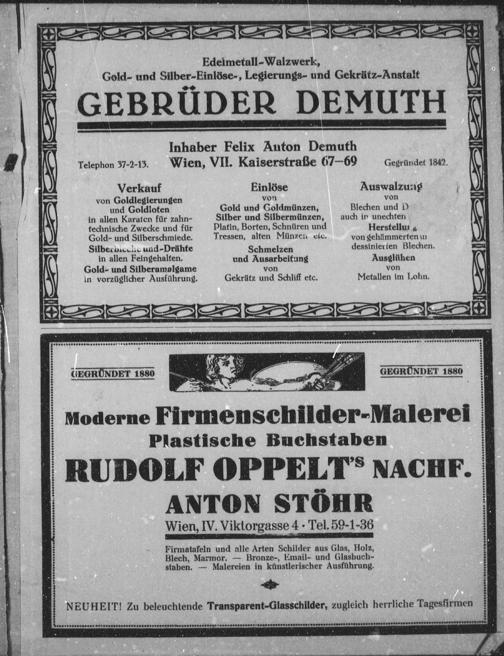 Edelmetall-Walzwerk,
Gold- und Silber-Einlöse-, Legierungs- und Gekrätz-Anstalt
GEBRÜDER DEMUTH
Inhaber Felix Anton Demuth
Telephon 37-2-13. Wien, VII. Kaiserstraße 67–69 Gegründet 1842.
Verkauf
von Goldlegierungen
und Goldloten
in allen Karaten für zahn-
technische Zwecke und für
Gold- und Silberschmiede.
Silberbleche und-Drähte
in allen Feingehalten.
Gold- und Silberamalgame
in vorzüglicher Ausführung.
Einlöse
von
Gold und Goldmünzen,
Silber und Silbermünzen,
Platin, Borten, Schnüren und
Tressen, alten Münzen etc.
Schmelzen
und Ausarbeitung
von
Gekrätz und Schliff etc.
Auswalzung
von
Blechen und D
auch in unechten
Herstellu
von gehämmerten u
dessinierten Blechen.
Ausglühen
von
Metallen im Lohn.
GEGRÜNDET 1880 GEGRÜNDET 1880
Moderne Firmenschilder-Malerei
Plastische Buchstaben
RUDOLF OPPELT's NACHF.
ANTON STÖHR
Wien, IV. Viktorgasse 4 · Tel. 59-1-36
Firmatafeln und alle Arten Schilder aus Glas, Holz,
Blech, Marmor. — Bronze-, Email- und Glasbuch-
staben. — Malereien in künstlerischer Ausführung.
NEUHEIT! Zu beleuchtende Transparent-Glasschilder, zugleich herrliche Tagesfirmen